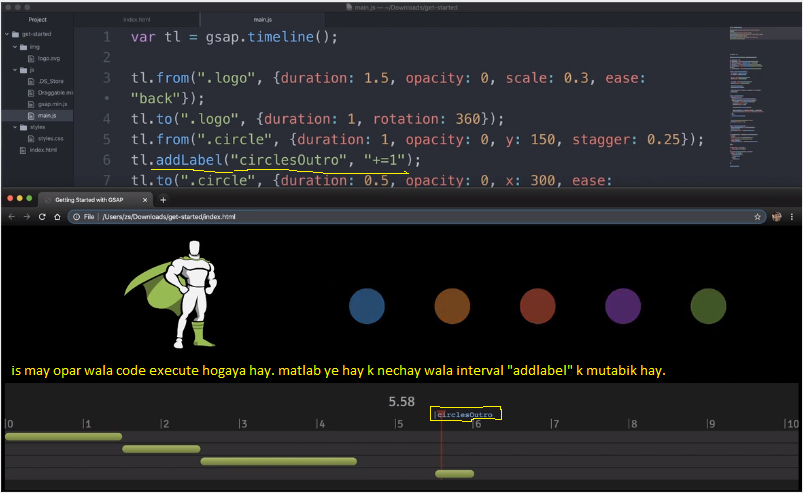 main.js — ~/Downloads/get-started
Project
index.html
main.js
get-started
img
logo.svg
js
.DS_Store
Draggable.mi
gsap.min.js
main.js
styles
styles.css
index.html
1 var tl = gsap.timeline();
2
3 tl.from(".logo", {duration: 1.5, opacity: 0, scale: 0.3, ease:
• "back"});
4 tl.to(".logo", {duration: 1, rotation: 360});
5 tl.from(".circle", {duration: 1, opacity: 0, y: 150, stagger: 0.25});
6 tl.addLabel("circlesOutro", "+=1");
7 tl.to(".circle", {duration: 0.5, opacity: 0, x: 300, ease:
Getting Started with GSAP
File | /Users/zs/Downloads/get-started/index.html
is may opar wala code execute hogaya hay. matlab ye hay k nechay wala interval "addlabel" k mutabik hay.
5.58
circlesOutro
0 1 2 3 4 5 6 7 8 9 10